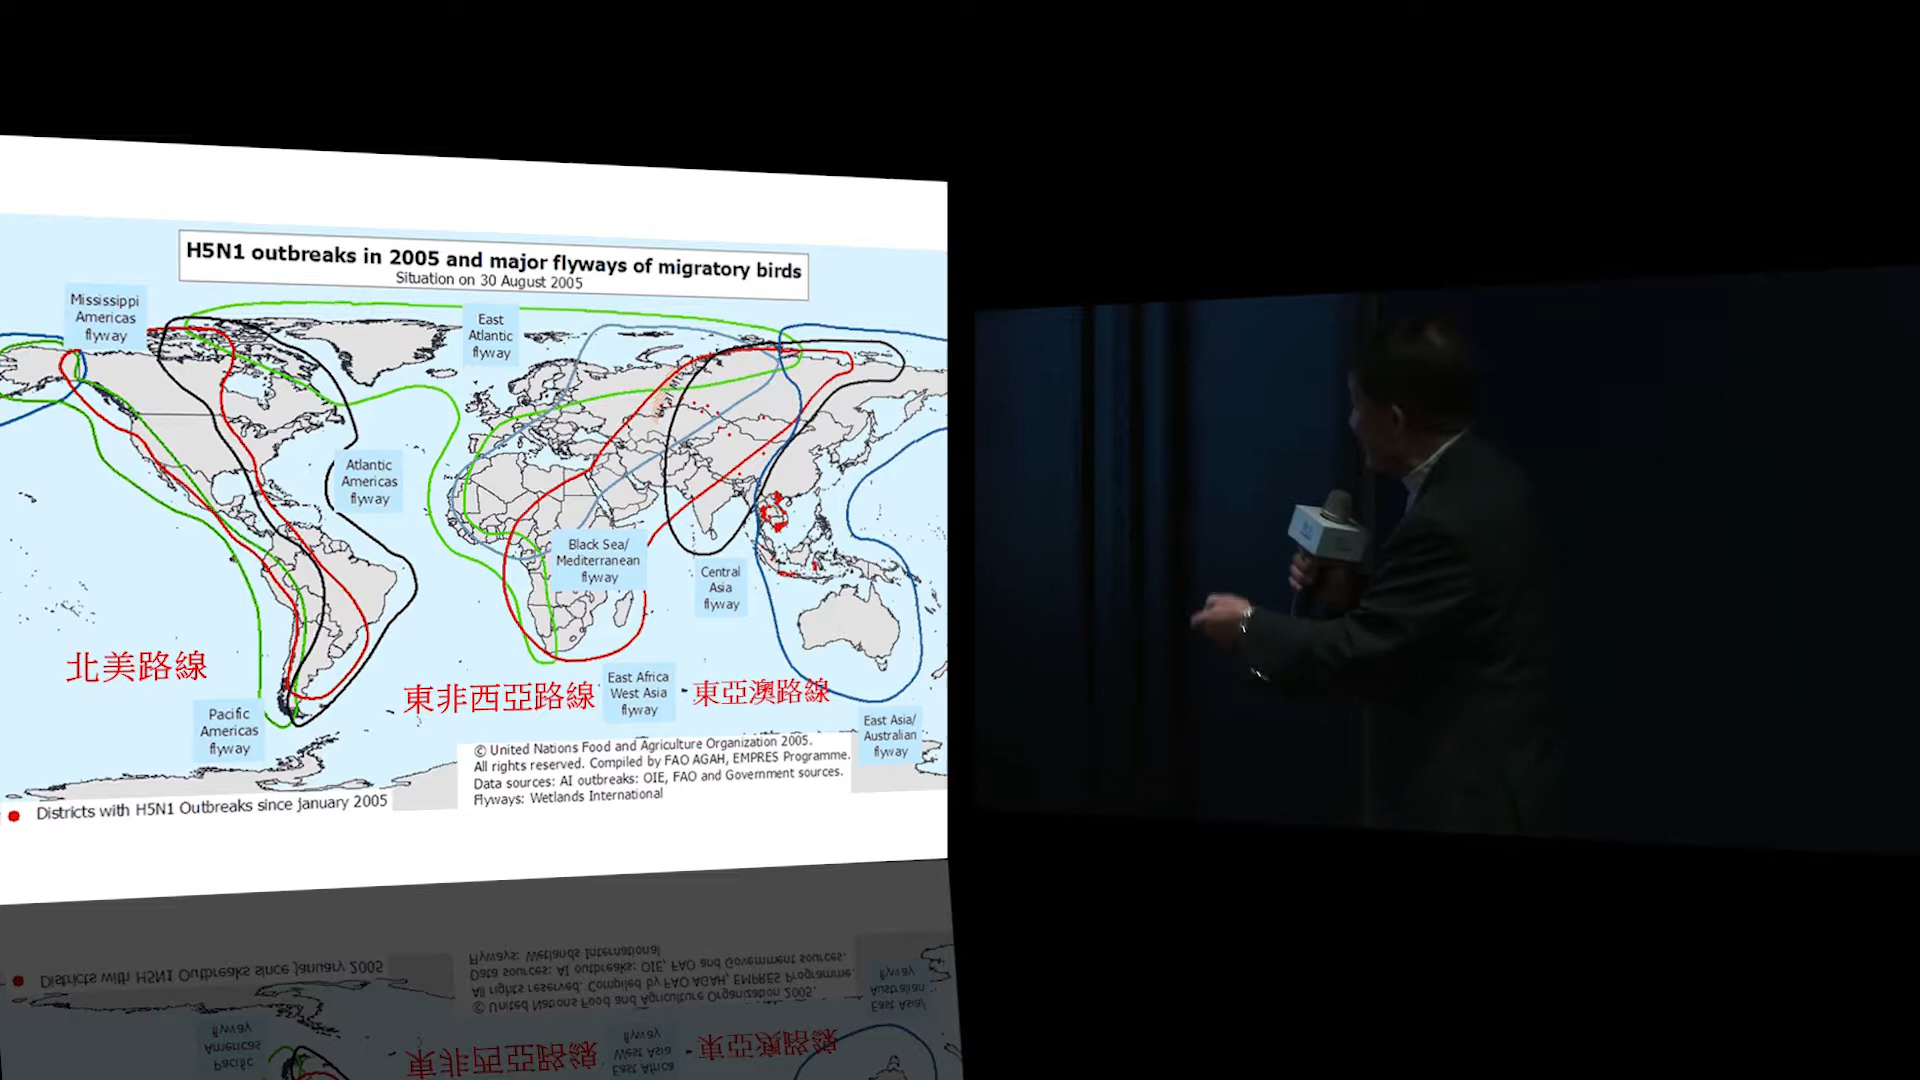 H5N1 outbreaks in 2005 and major flyways of migratory birds
Situation on 30 August 2005
Mississippi
Americas
flyway
East
Atlantic
flyway
Atlantic
Americas
flyway
Black Sea/
Mediterranean
flyway
Central
Asia
flyway
北美路線
東非西亞路線
East Africa
West Asia
flyway
東亞澳路線
Pacific
Americas
flyway
East Asia/
Australian
flyway
© United Nations Food and Agriculture Organization 2005.
All rights reserved. Compiled by FAO AGAH, EMPRES Programme.
Data sources: AI outbreaks: OIE, FAO and Government sources.
Flyways: Wetlands International
Districts with H5N1 Outbreaks since january 2005